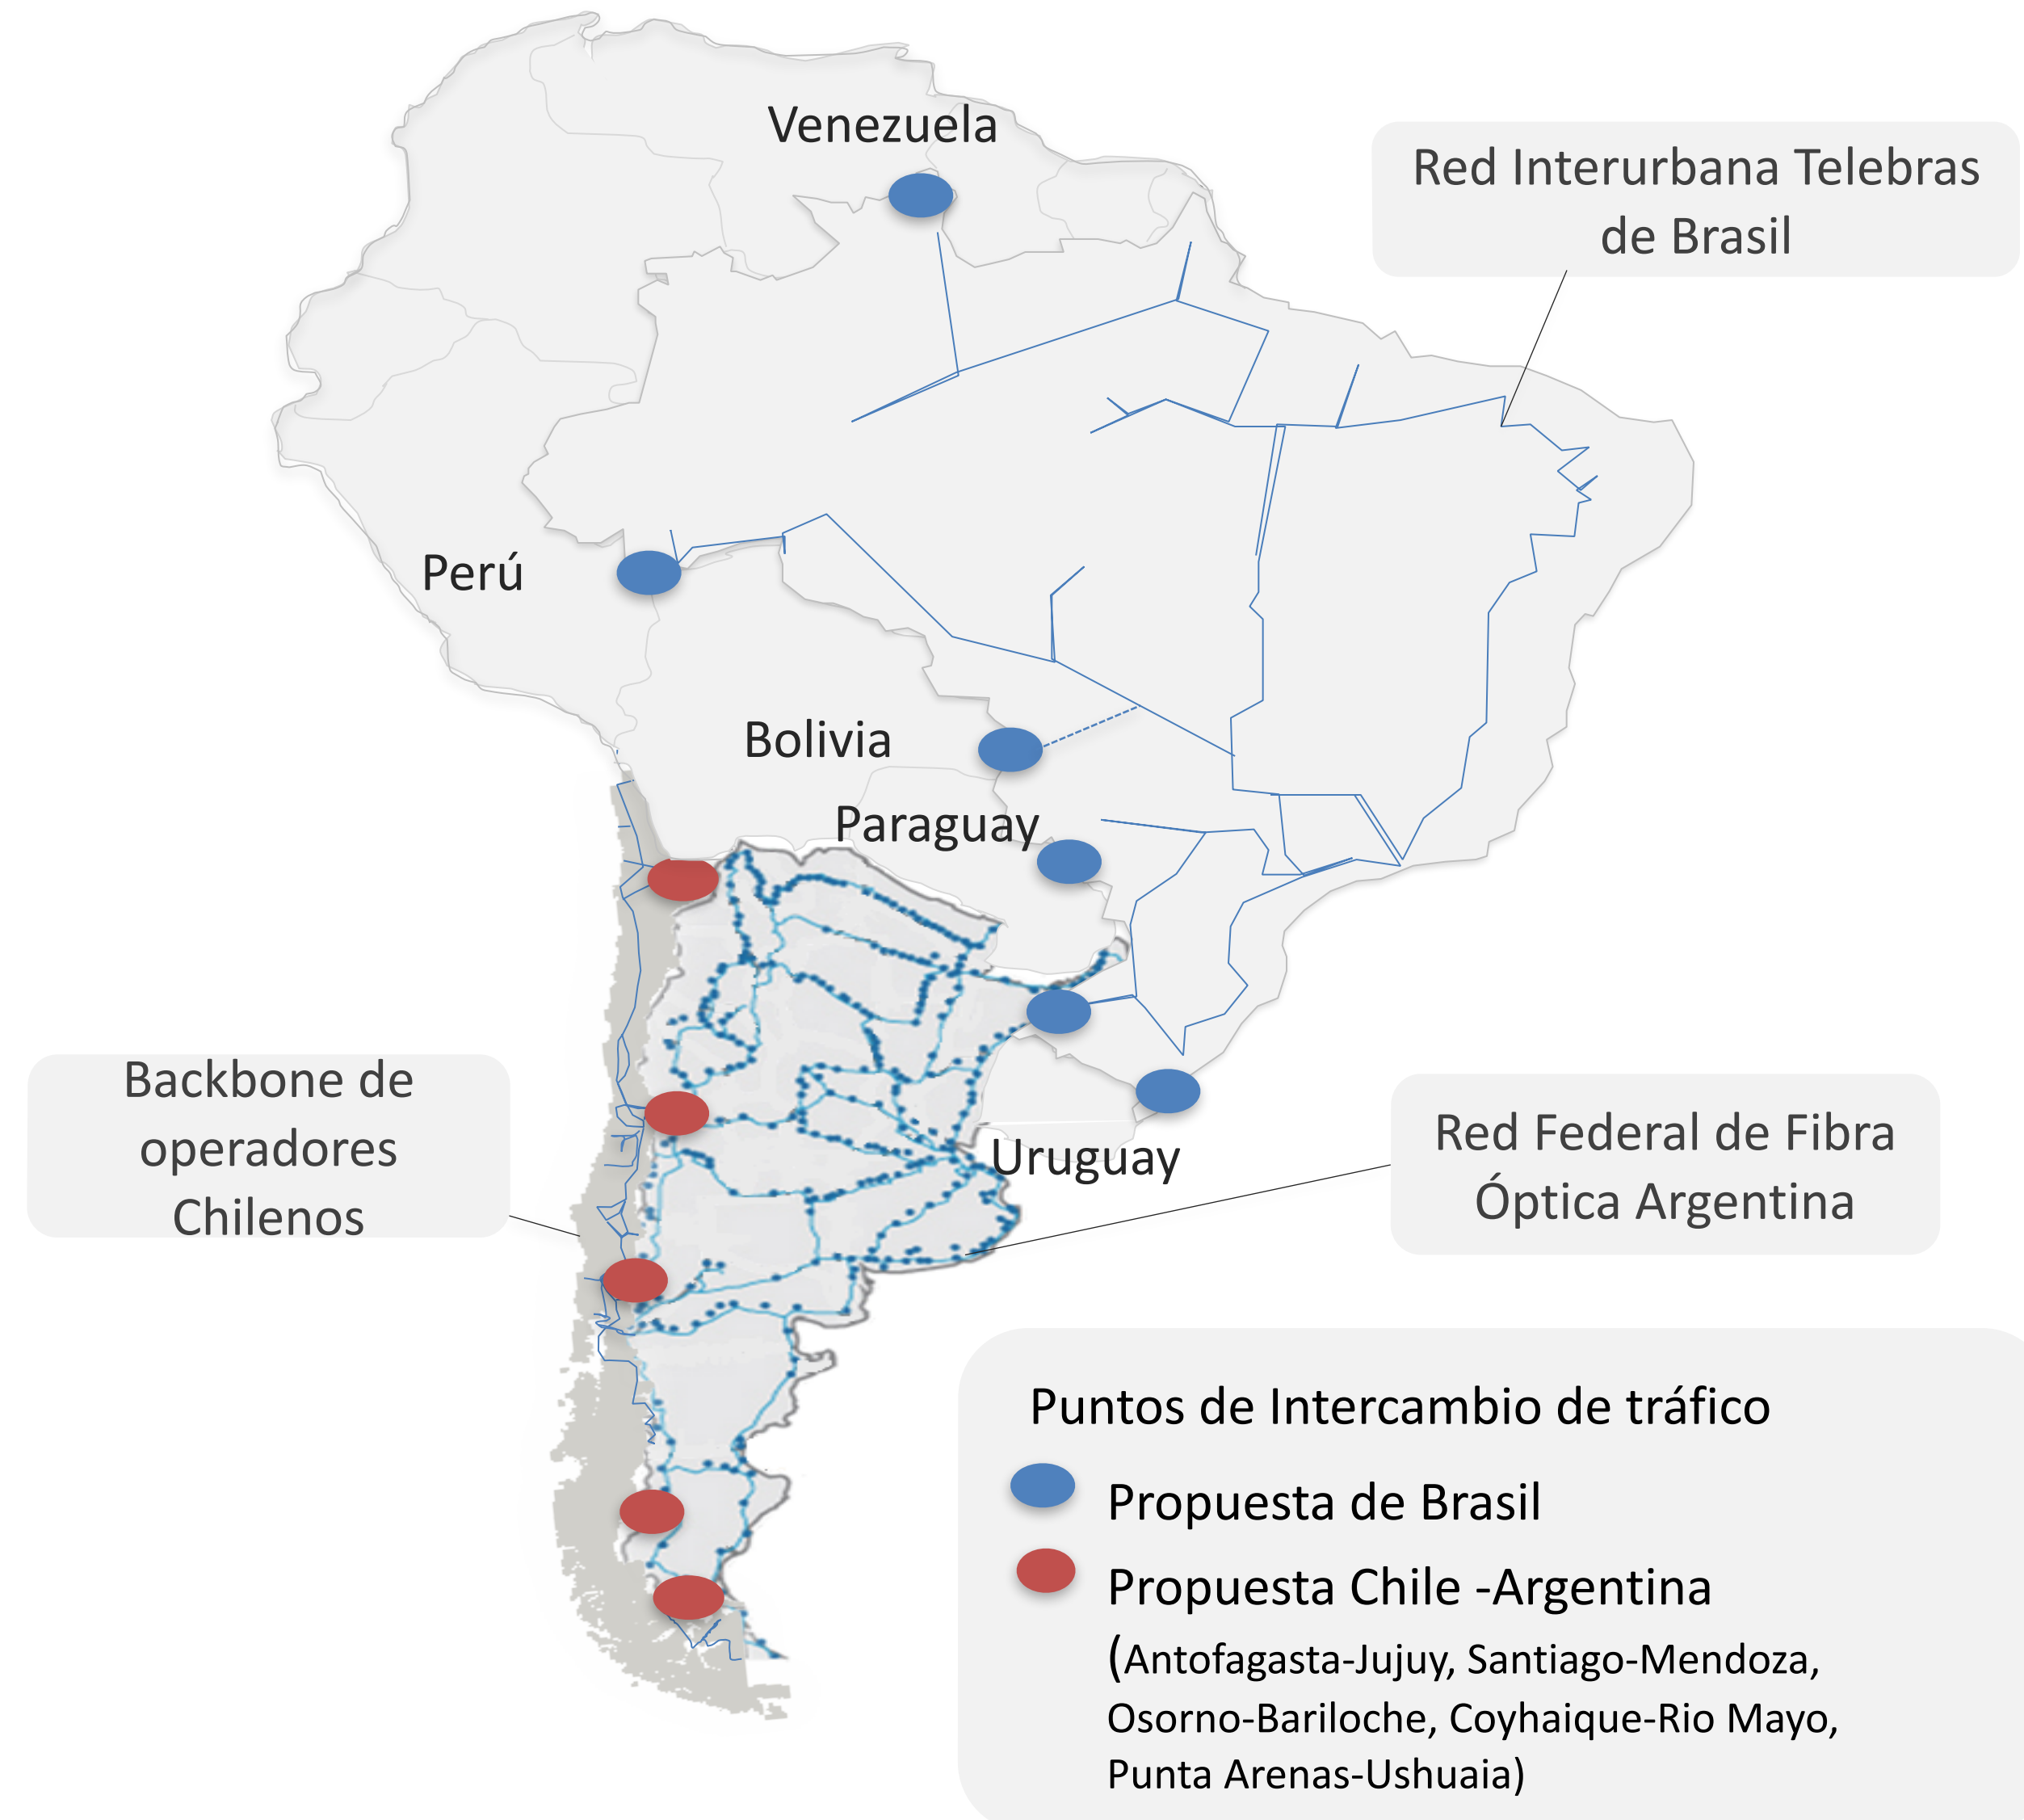 Venezuela
Red Interurbana Telebras
de Brasil
Perú
Bolivia
Paraguay
Backbone de
operadores
Chilenos
Uruguay
Red Federal de Fibra
Óptica Argentina
Puntos de Intercambio de tráfico
Propuesta de Brasil
Propuesta Chile -Argentina
(Antofagasta-Jujuy, Santiago-Mendoza,
Osorno-Bariloche, Coyhaique-Rio Mayo,
Punta Arenas-Ushuaia)